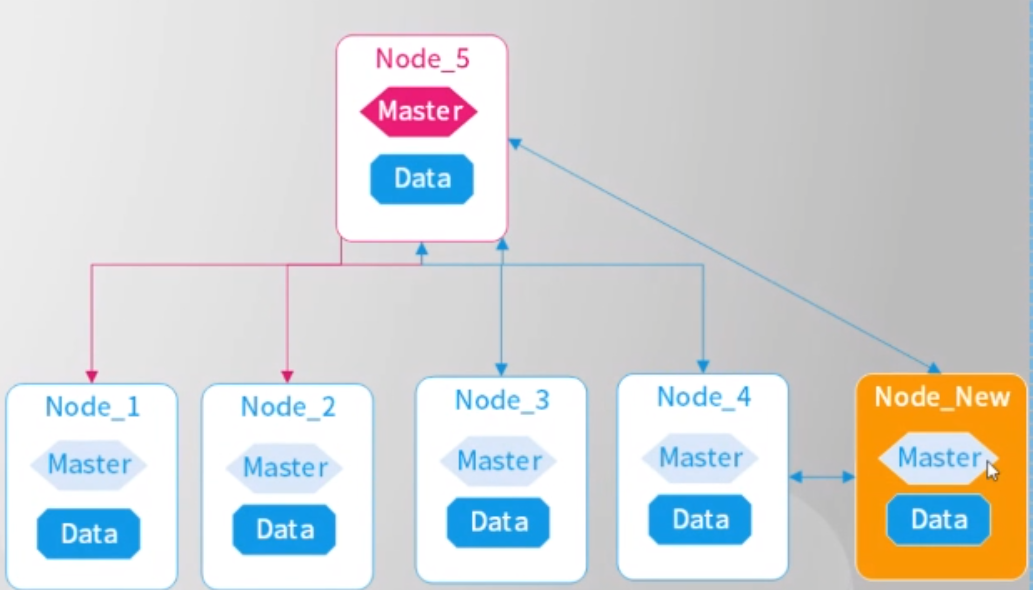 Node_5
Master
Data
Node_1
Master
Data
Node_2
Master
Data
Node_3
Master
Data
Node_4
Master
Data
Node_New
Master
Data